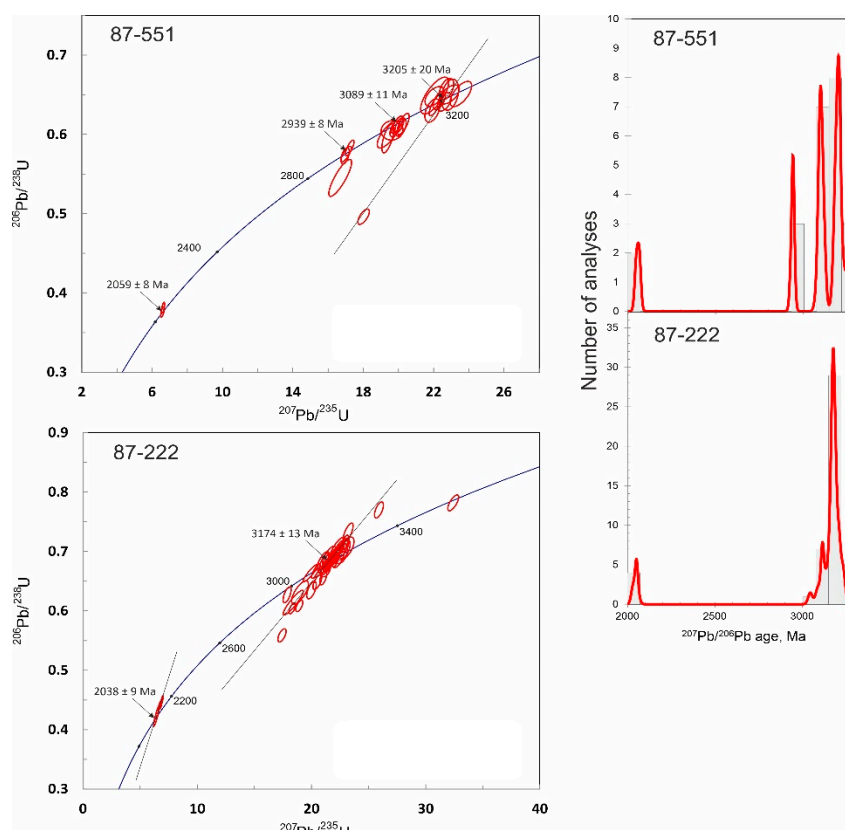 87-551
0.7
0.6
0.5
0.4
0.3
²⁰⁶Pb/²³⁸U
3205 ± 20 Ma
3089 ± 11 Ma
2939 ± 8 Ma
2059 ± 8 Ma
2400
2800
3200
2 6 10 14 18 22 26
²⁰⁷Pb/²³⁵U
87-222
0.9
0.8
0.7
0.6
0.5
0.4
0.3
²⁰⁶Pb/²³⁸U
3174 ± 13 Ma
2038 ± 9 Ma
2200
2600
3000
3400
0 10 20 30 40
²⁰⁷Pb/²³⁵U
87-551
10
9
8
7
6
5
4
3
2
1
0
Number of analyses
87-222
35
30
25
20
15
10
5
0
2000 2500 3000
²⁰⁷Pb/²⁰⁶Pb age, Ma